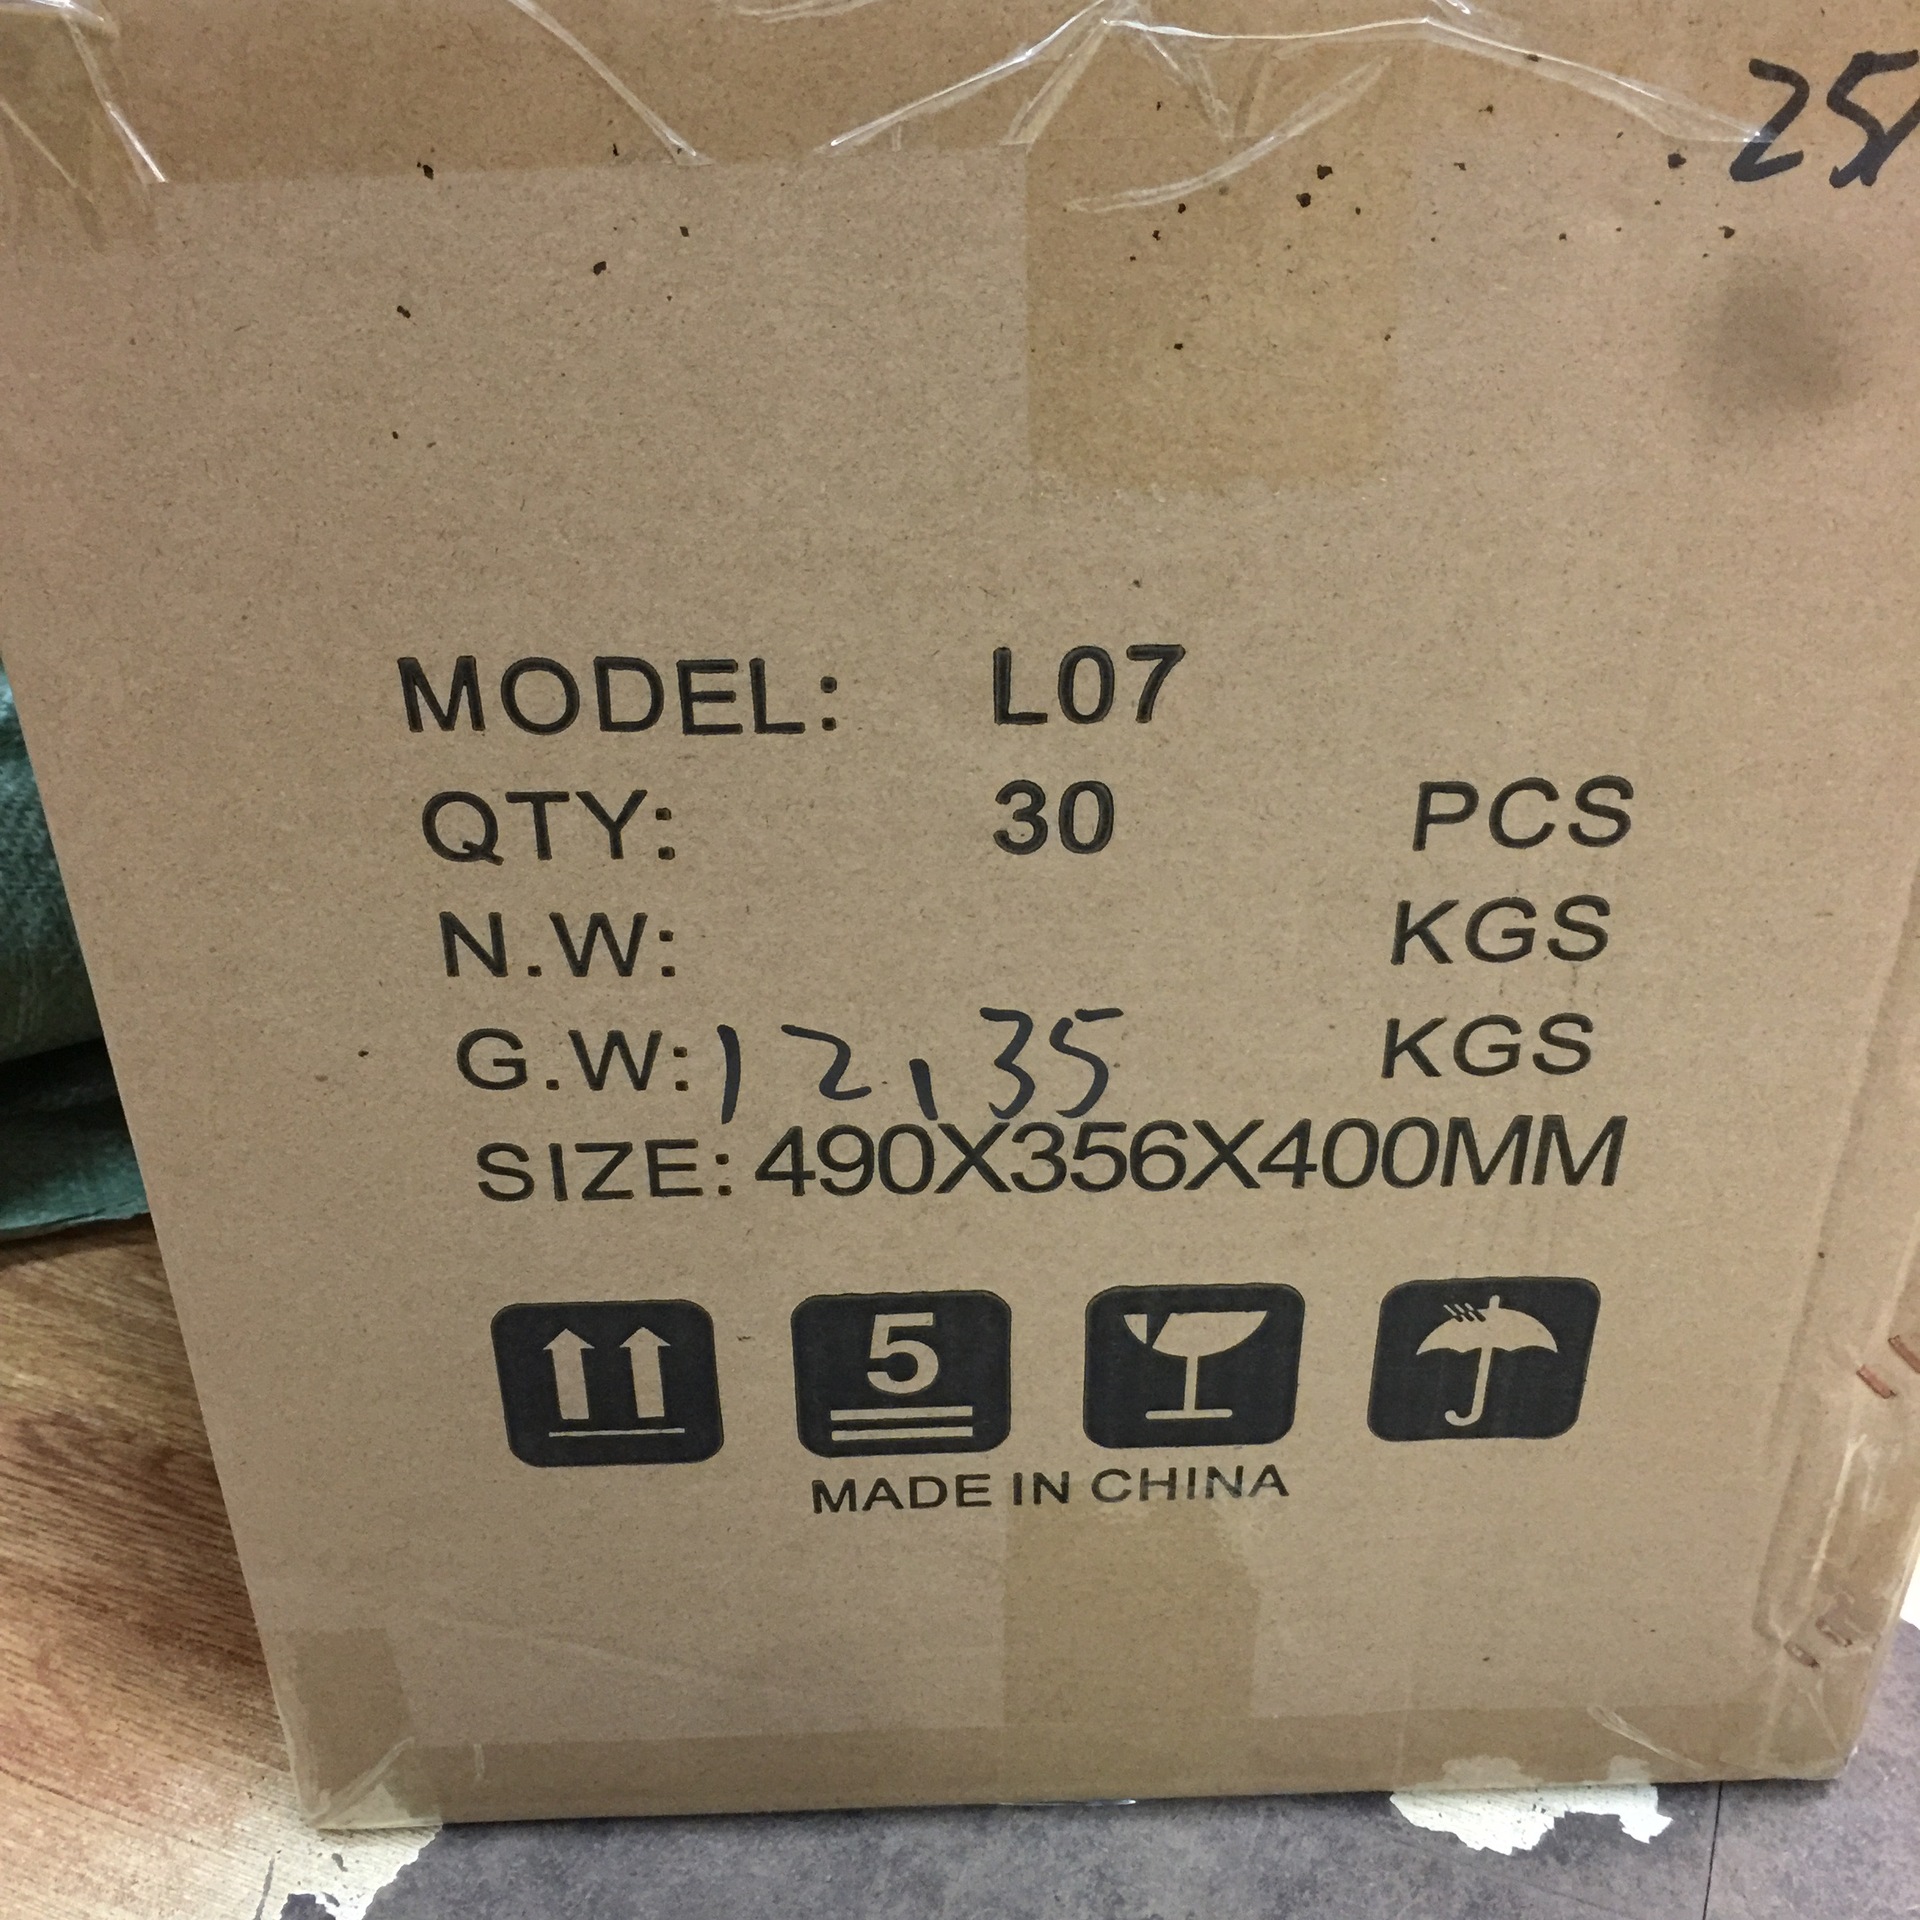 25
MODEL: L07
QTY: 30 PCS
N.W: KGS
G.W: 12.35 KGS
SIZE: 490X356X400MM
5
MADE IN CHINA